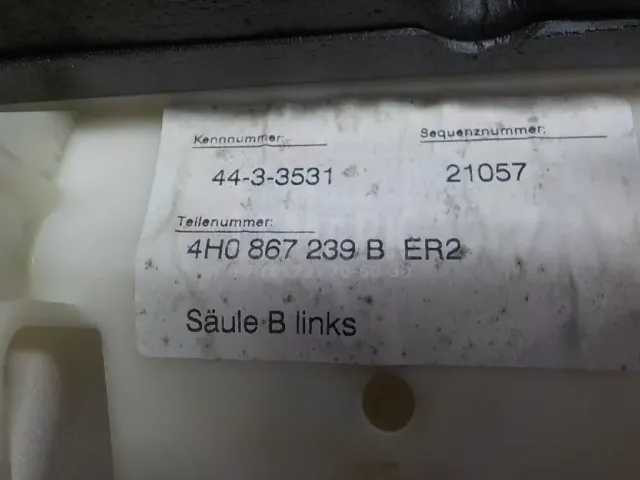 Kennnummer:
Sequenznummer:
44-3-3531
21057
Teilenummer:
4H0 867 239 B ER2
Säule B links